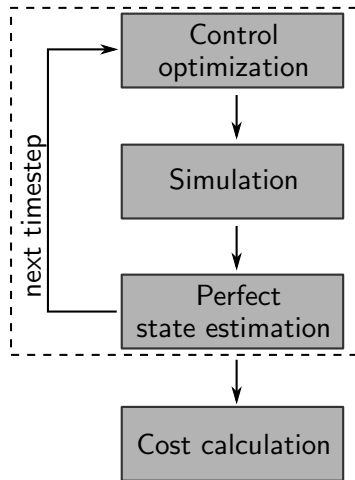 Control
optimization
Simulation
next timestep
Perfect
state estimation
Cost calculation